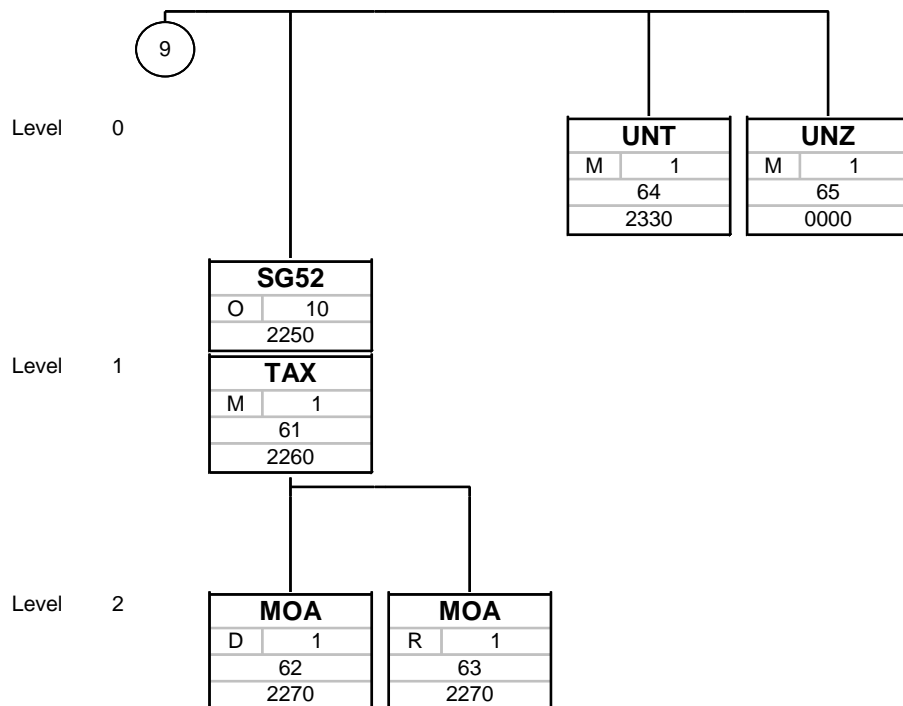 9
Level 0
UNT UNZ
M 1 M 1
64 65
2330 0000
SG52
O 10
2250
Level 1
TAX
M 1
61
2260
Level 2
MOA MOA
D 1 R 1
62 63
2270 2270